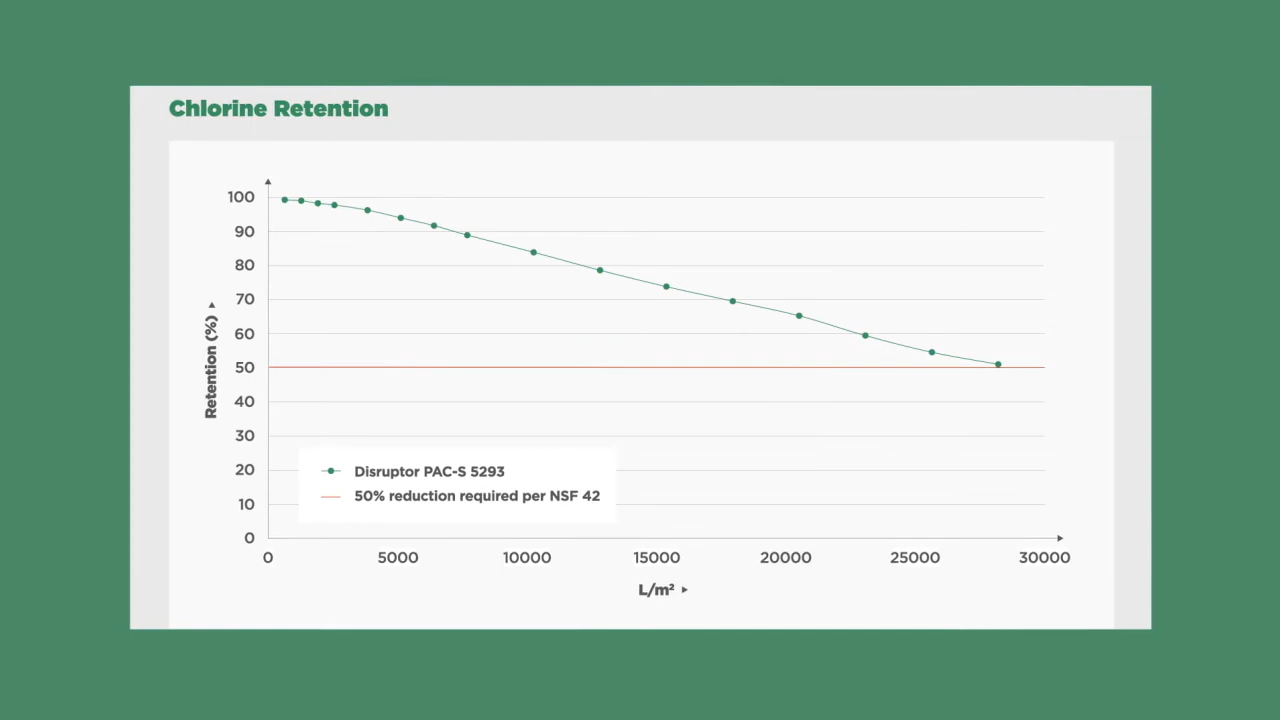 Chlorine Retention
100
90
80
70
60
50
40
30
20
10
0
Retention (%)
Disruptor PAC-S 5293
50% reduction required per NSF 42
0 5000 10000 15000 20000 25000 30000
L/m²